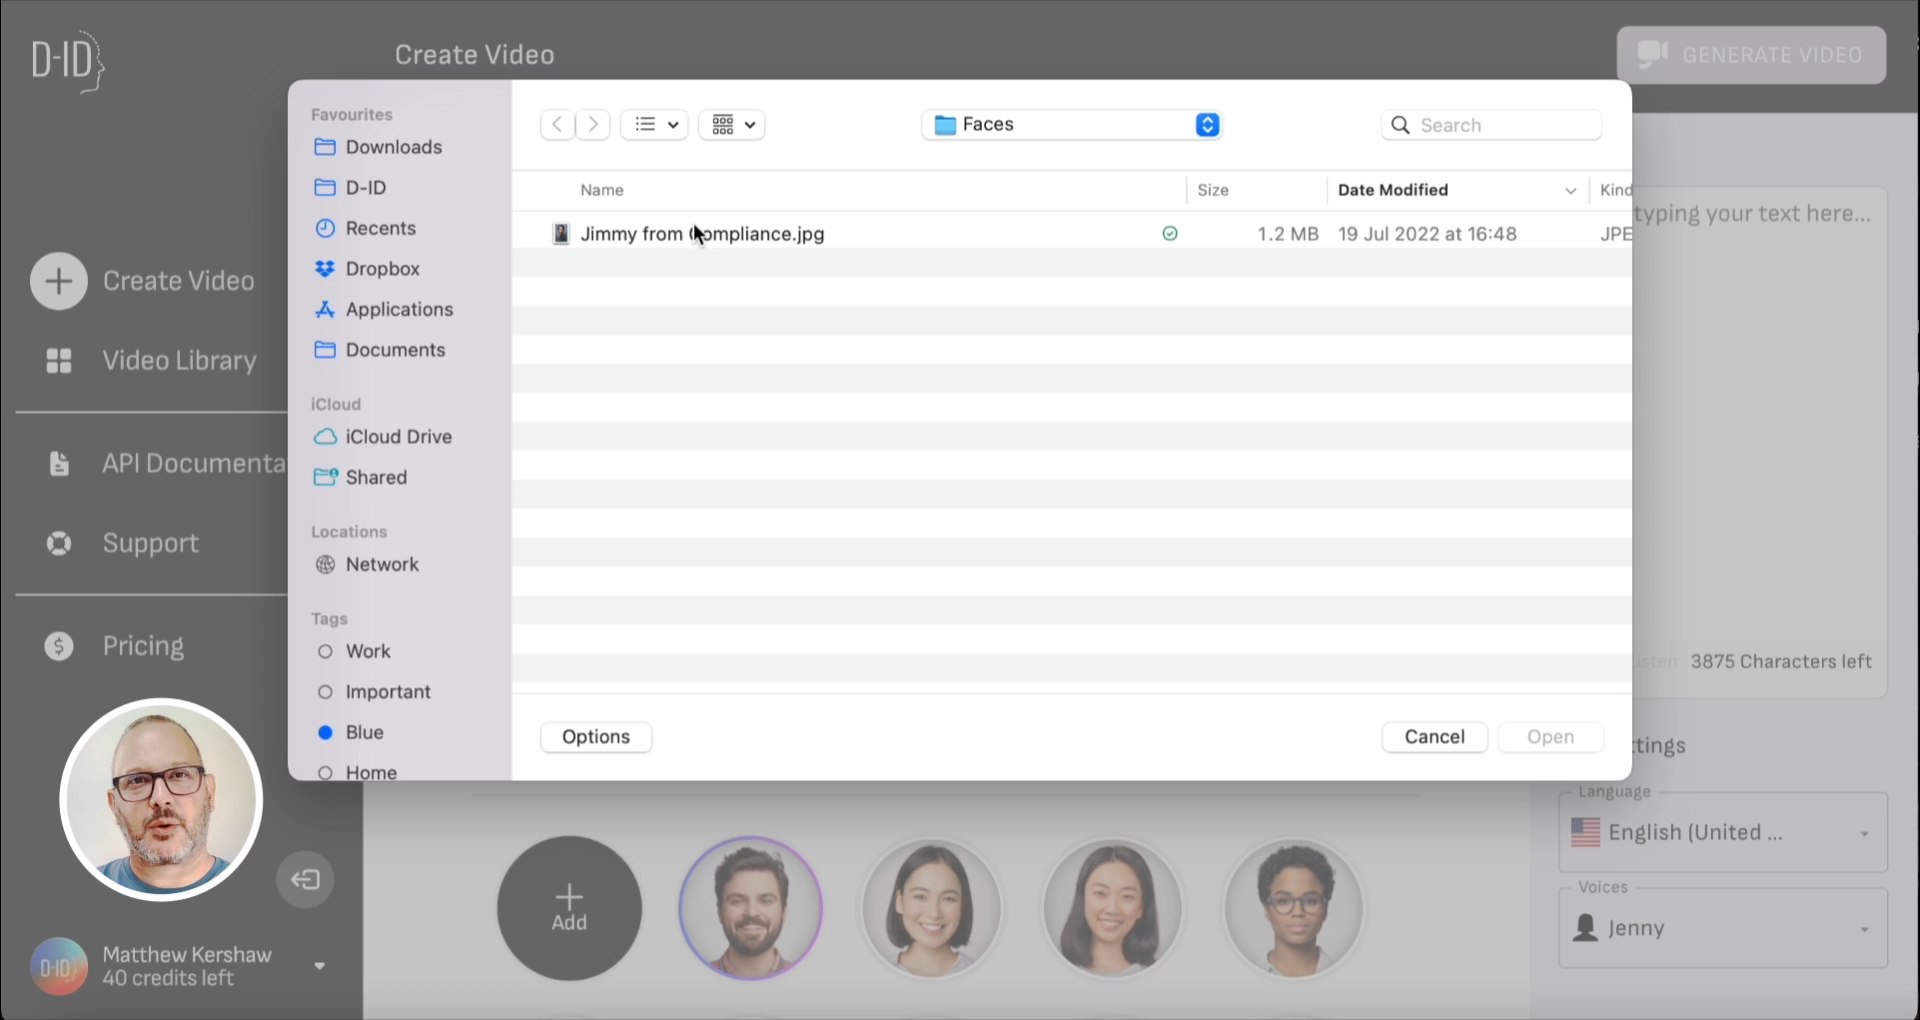 D-ID
Create Video
GENERATE VIDEO
Favourites
Downloads
D-ID
Recents
Dropbox
Applications
Documents
iCloud
iCloud Drive
Shared
Locations
Network
Tags
Work
Important
Blue
Home
Faces
Search
Name
Size
Date Modified
Kind
Jimmy from Compliance.jpg
1.2 MB
19 Jul 2022 at 16:48
JPE
Options
Cancel
Open
Create Video
Video Library
API Documenta
Support
Pricing
D-ID
Matthew Kershaw
40 credits left
typing your text here...
isten
3875 Characters left
ttings
Language
English (United ...
Voices
Jenny
Add